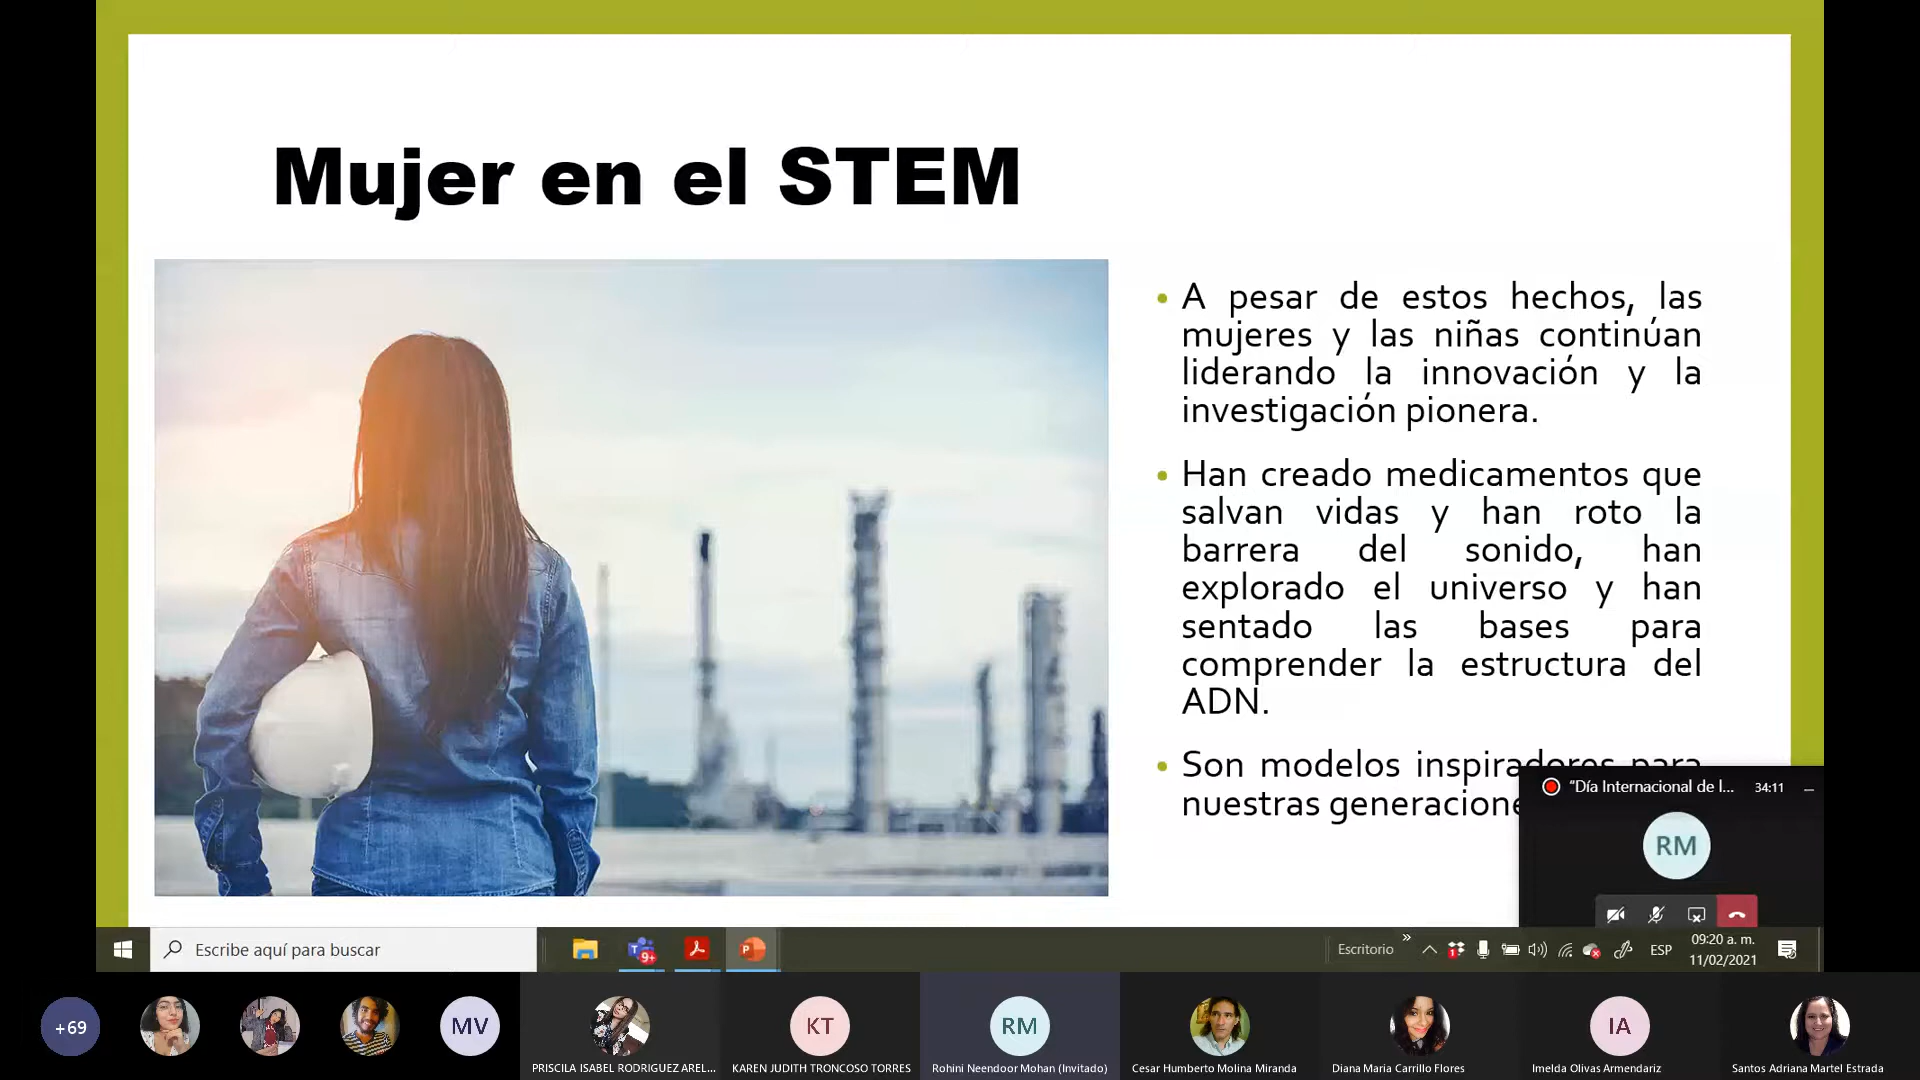 Mujer en el STEM
A pesar de estos hechos, las
mujeres y las niñas continúan
liderando la innovación y la
investigación pionera.
Han creado medicamentos que
salvan vidas y han roto la
barrera del sonido, han
explorado el universo y han
sentado las bases para
comprender la estructura del
ADN.
Son modelos inspiradores para
nuestras
"Día Internacional de l... 34:11
RM
Escribe aquí para buscar
9+
Escritorio
ESP
09:20 a. m.
11/02/2021
+69
MV
PRISCILA ISABEL RODRIGUEZ AREL...
KT
KAREN JUDITH TRONCOSO TORRES
RM
Rohini Neendoor Mohan (Invitado)
Cesar Humberto Molina Miranda
Diana Maria Carrillo Flores
IA
Imelda Olivas Armendariz
Santos Adriana Martel Estrada